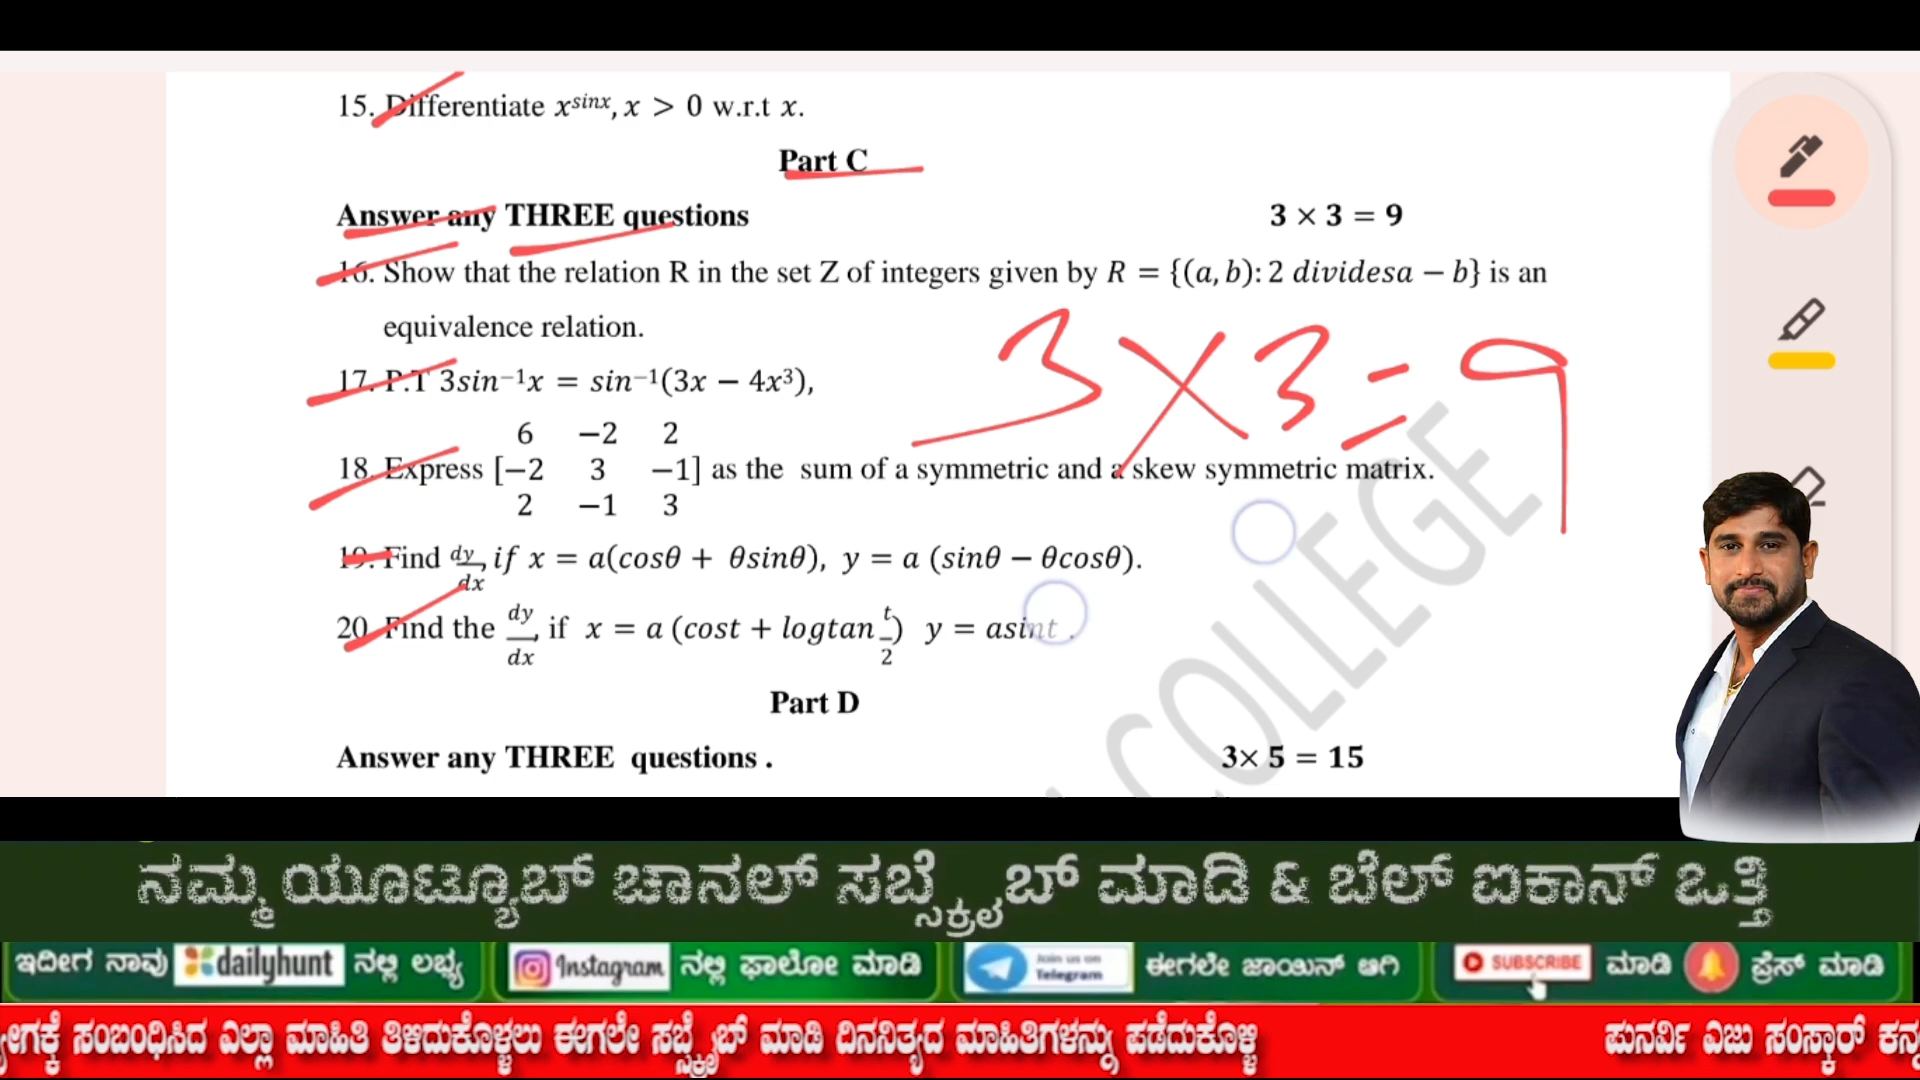 15. Differentiate x^sinx, x > 0 w.r.t x.
Part C
Answer any THREE questions 3 × 3 = 9
16. Show that the relation R in the set Z of integers given by R = {(a, b): 2 dividesa − b} is an
equivalence relation.
3 × 3 = 9
17. P.T 3sin⁻¹x = sin⁻¹(3x − 4x³),
6 −2 2
18. Express [−2 3 −1] as the sum of a symmetric and a skew symmetric matrix.
2 −1 3
19. Find dy/dx, if x = a(cosθ + θsinθ), y = a (sinθ − θcosθ).
20. Find the dy/dx, if x = a (cost + logtan t/2) y = asint .
Part D
Answer any THREE questions . 3× 5 = 15
COLLEGE
ನಮ್ಮ ಯೂಟ್ಯೂಬ್ ಚಾನಲ್ ಸಬ್ಸ್ಕ್ರೈಬ್ ಮಾಡಿ & ಬೆಲ್ ಐಕಾನ್ ಒತ್ತಿ
ಇದೀಗ ನಾವು dailyhunt ನಲ್ಲಿ ಲಭ್ಯ Instagram ನಲ್ಲಿ ಫಾಲೋ ಮಾಡಿ Join us on Telegram ಈಗಲೇ ಜಾಯಿನ್ ಆಗಿ SUBSCRIBE ಮಾಡಿ ಪ್ರೆಸ್ ಮಾಡಿ
ಸಂಬಂಧಿಸಿದ ಎಲ್ಲಾ ಮಾಹಿತಿ ತಿಳಿದುಕೊಳ್ಳಲು ಈಗಲೇ ಸಬ್ಸ್ಕ್ರೈಬ್ ಮಾಡಿ ದಿನನಿತ್ಯದ ಮಾಹಿತಿಗಳನ್ನು ಪಡೆದುಕೊಳ್ಳಿ ಪುನರ್ವಿ ಎಜು ಸಂಸ್ಕಾರ್